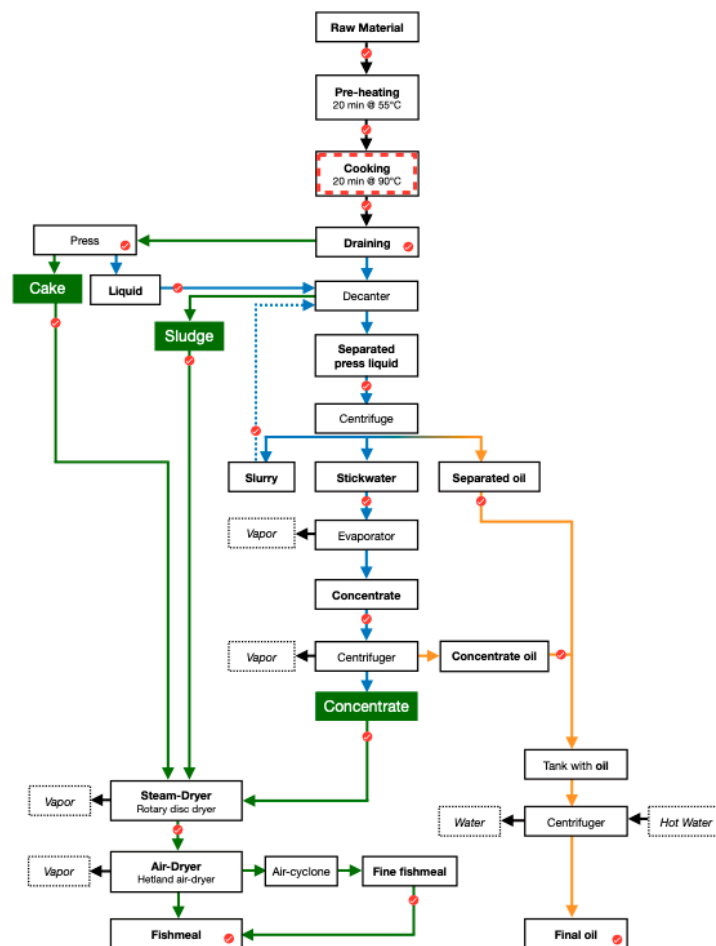 Raw Material
Pre-heating
20 min @ 55°C
Cooking
20 min @ 90°C
Press
Draining
Cake
Liquid
Decanter
Sludge
Separated
press liquid
Centrifuge
Slurry
Stickwater
Separated oil
Vapor
Evaporator
Concentrate
Vapor
Centrifuger
Concentrate oil
Concentrate
Tank with oil
Vapor
Steam-Dryer
Rotary disc dryer
Water
Centrifuger
Hot Water
Vapor
Air-Dryer
Hetland air-dryer
Air-cyclone
Fine fishmeal
Fishmeal
Final oil